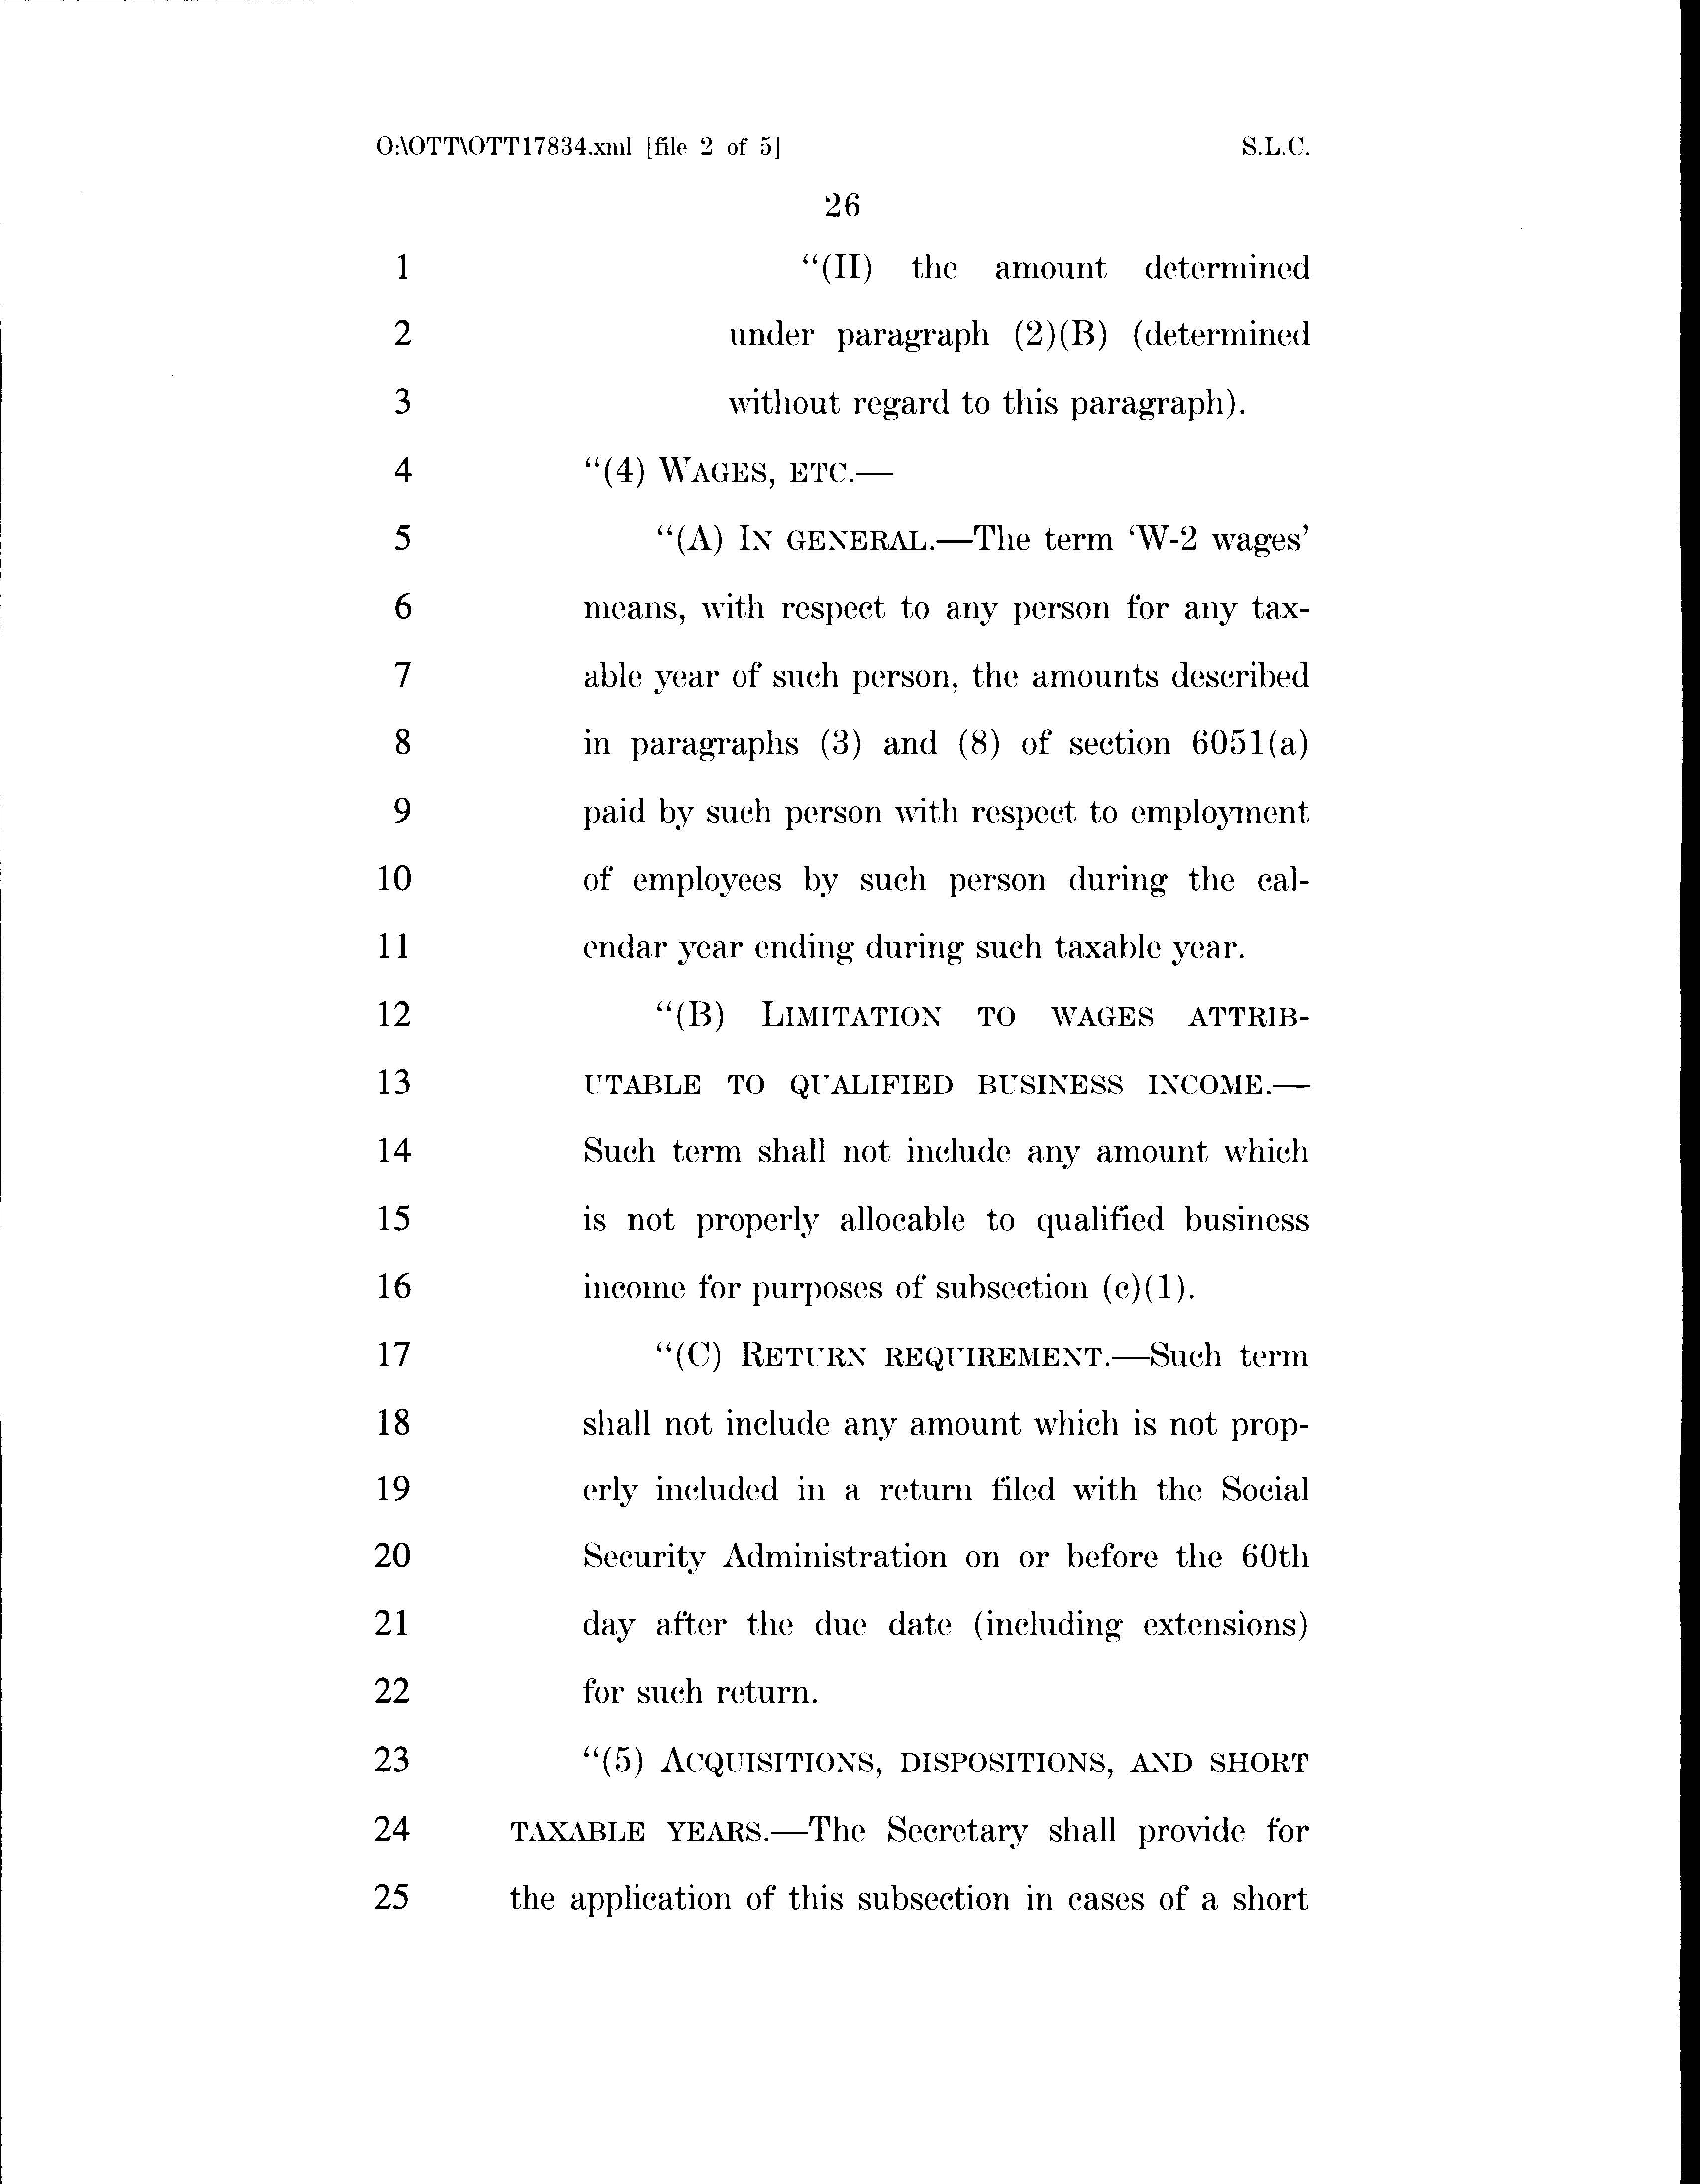 O:\OTT\OTT17834.xml [file 2 of 5] S.L.C.
26
1 “(II) the amount determined
2 under paragraph (2)(B) (determined
3 without regard to this paragraph).
4 “(4) WAGES, ETC.—
5 “(A) IN GENERAL.—The term ‘W-2 wages’
6 means, with respect to any person for any tax-
7 able year of such person, the amounts described
8 in paragraphs (3) and (8) of section 6051(a)
9 paid by such person with respect to employment
10 of employees by such person during the cal-
11 endar year ending during such taxable year.
12 “(B) LIMITATION TO WAGES ATTRIB-
13 UTABLE TO QUALIFIED BUSINESS INCOME.—
14 Such term shall not include any amount which
15 is not properly allocable to qualified business
16 income for purposes of subsection (c)(1).
17 “(C) RETURN REQUIREMENT.—Such term
18 shall not include any amount which is not prop-
19 erly included in a return filed with the Social
20 Security Administration on or before the 60th
21 day after the due date (including extensions)
22 for such return.
23 “(5) ACQUISITIONS, DISPOSITIONS, AND SHORT
24 TAXABLE YEARS.—The Secretary shall provide for
25 the application of this subsection in cases of a short